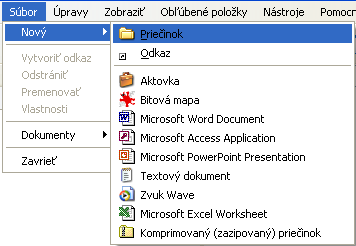 Súbor Úpravy Zobraziť Obľúbené položky Nástroje Pomocn
Nový
Vytvoriť odkaz
Odstrániť
Premenovať
Vlastnosti
Dokumenty
Zavrieť
Priečinok
Odkaz
Aktovka
Bitová mapa
Microsoft Word Document
Microsoft Access Application
Microsoft PowerPoint Presentation
Textový dokument
Zvuk Wave
Microsoft Excel Worksheet
Komprimovaný (zazipovaný) priečinok